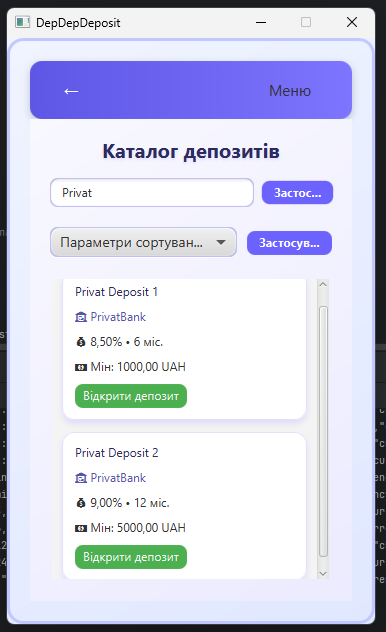 DepDepDeposit
← Меню
Каталог депозитів
Privat Застос...
Параметри сортуван... Застосув...
Privat Deposit 1
PrivatBank
8,50% • 6 міс.
Мін: 1000,00 UAH
Відкрити депозит
Privat Deposit 2
PrivatBank
9,00% • 12 міс.
Мін: 5000,00 UAH
Відкрити депозит